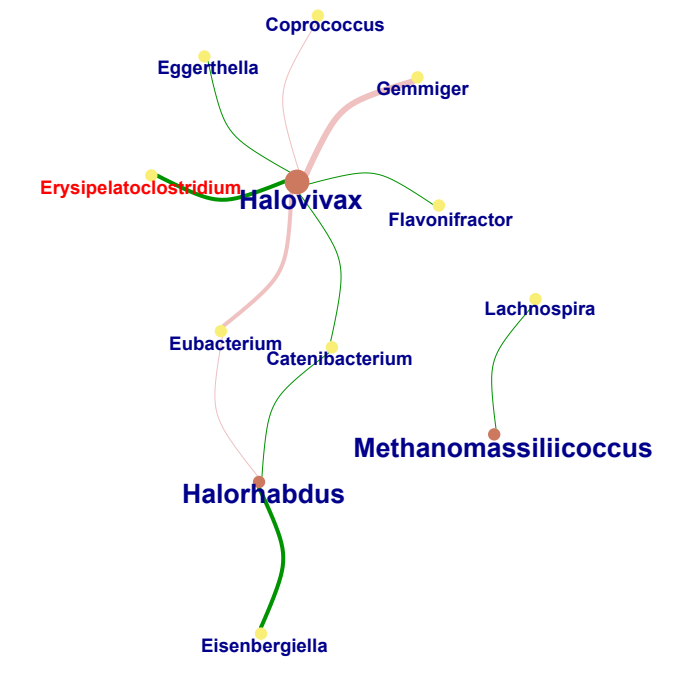 Coprococcus
Eggerthella
Gemmiger
Erysipelatoclostridium
Halovivax
Flavonifractor
Lachnospira
Eubacterium
Catenibacterium
Methanomassiliicoccus
Halorhabdus
Eisenbergiella